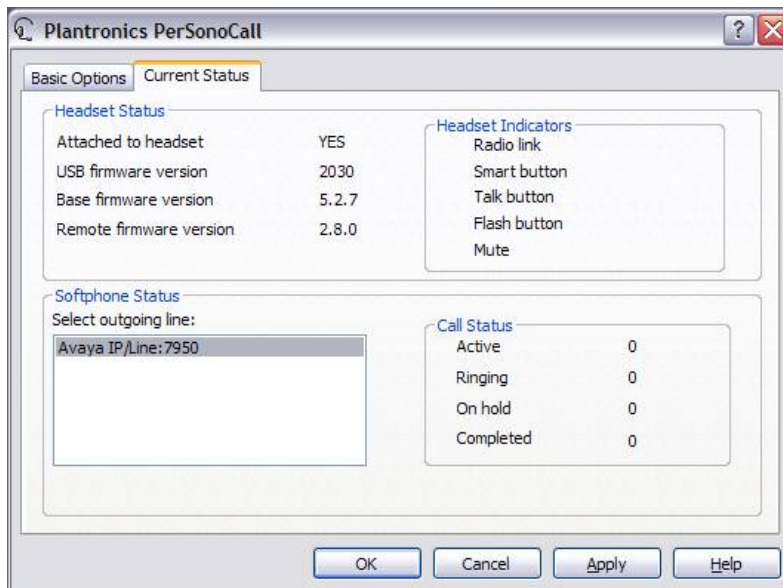 Plantronics PerSonoCall
?
Basic Options
Current Status
Headset Status
Attached to headset YES
USB firmware version 2030
Base firmware version 5.2.7
Remote firmware version 2.8.0
Headset Indicators
Radio link
Smart button
Talk button
Flash button
Mute
Softphone Status
Select outgoing line:
Avaya IP/Line:7950
Call Status
Active 0
Ringing 0
On hold 0
Completed 0
OK
Cancel
Apply
Help